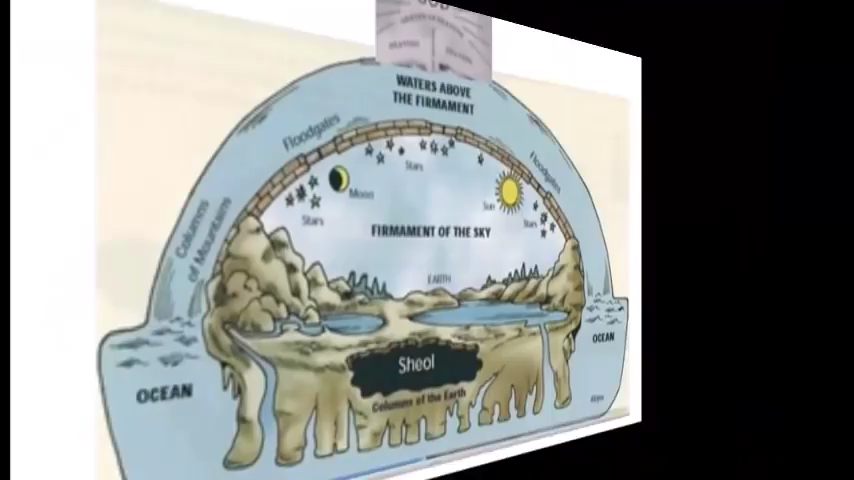 GOD
WATERS ABOVE
THE FIRMAMENT
Floodgates
Floodgates
Stars
Moon
Sun
Stars
Stars
Columns
of Mountains
FIRMAMENT OF THE SKY
EARTH
OCEAN
Sheol
OCEAN
Columns of the Earth